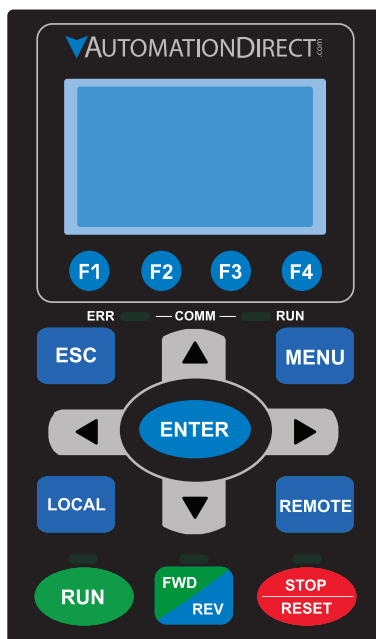 AUTOMATIONDIRECT.com
F1 F2 F3 F4
ERR COMM RUN
ESC MENU
ENTER
LOCAL REMOTE
RUN FWD STOP
REV RESET